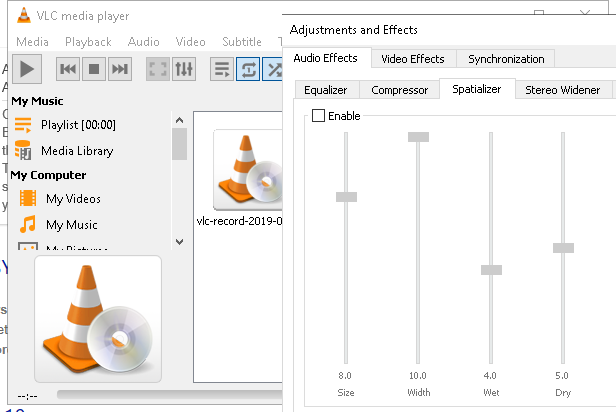 VLC media player
Media Playback Audio Video Subtitle
My Music
Playlist [00:00]
Media Library
My Computer
My Videos
My Music
My Pictures
vlc-record-2019-0
--:--
Adjustments and Effects
Audio Effects Video Effects Synchronization
Equalizer Compressor Spatializer Stereo Widener
Enable
8.0 10.0 4.0 5.0
Size Width Wet Dry